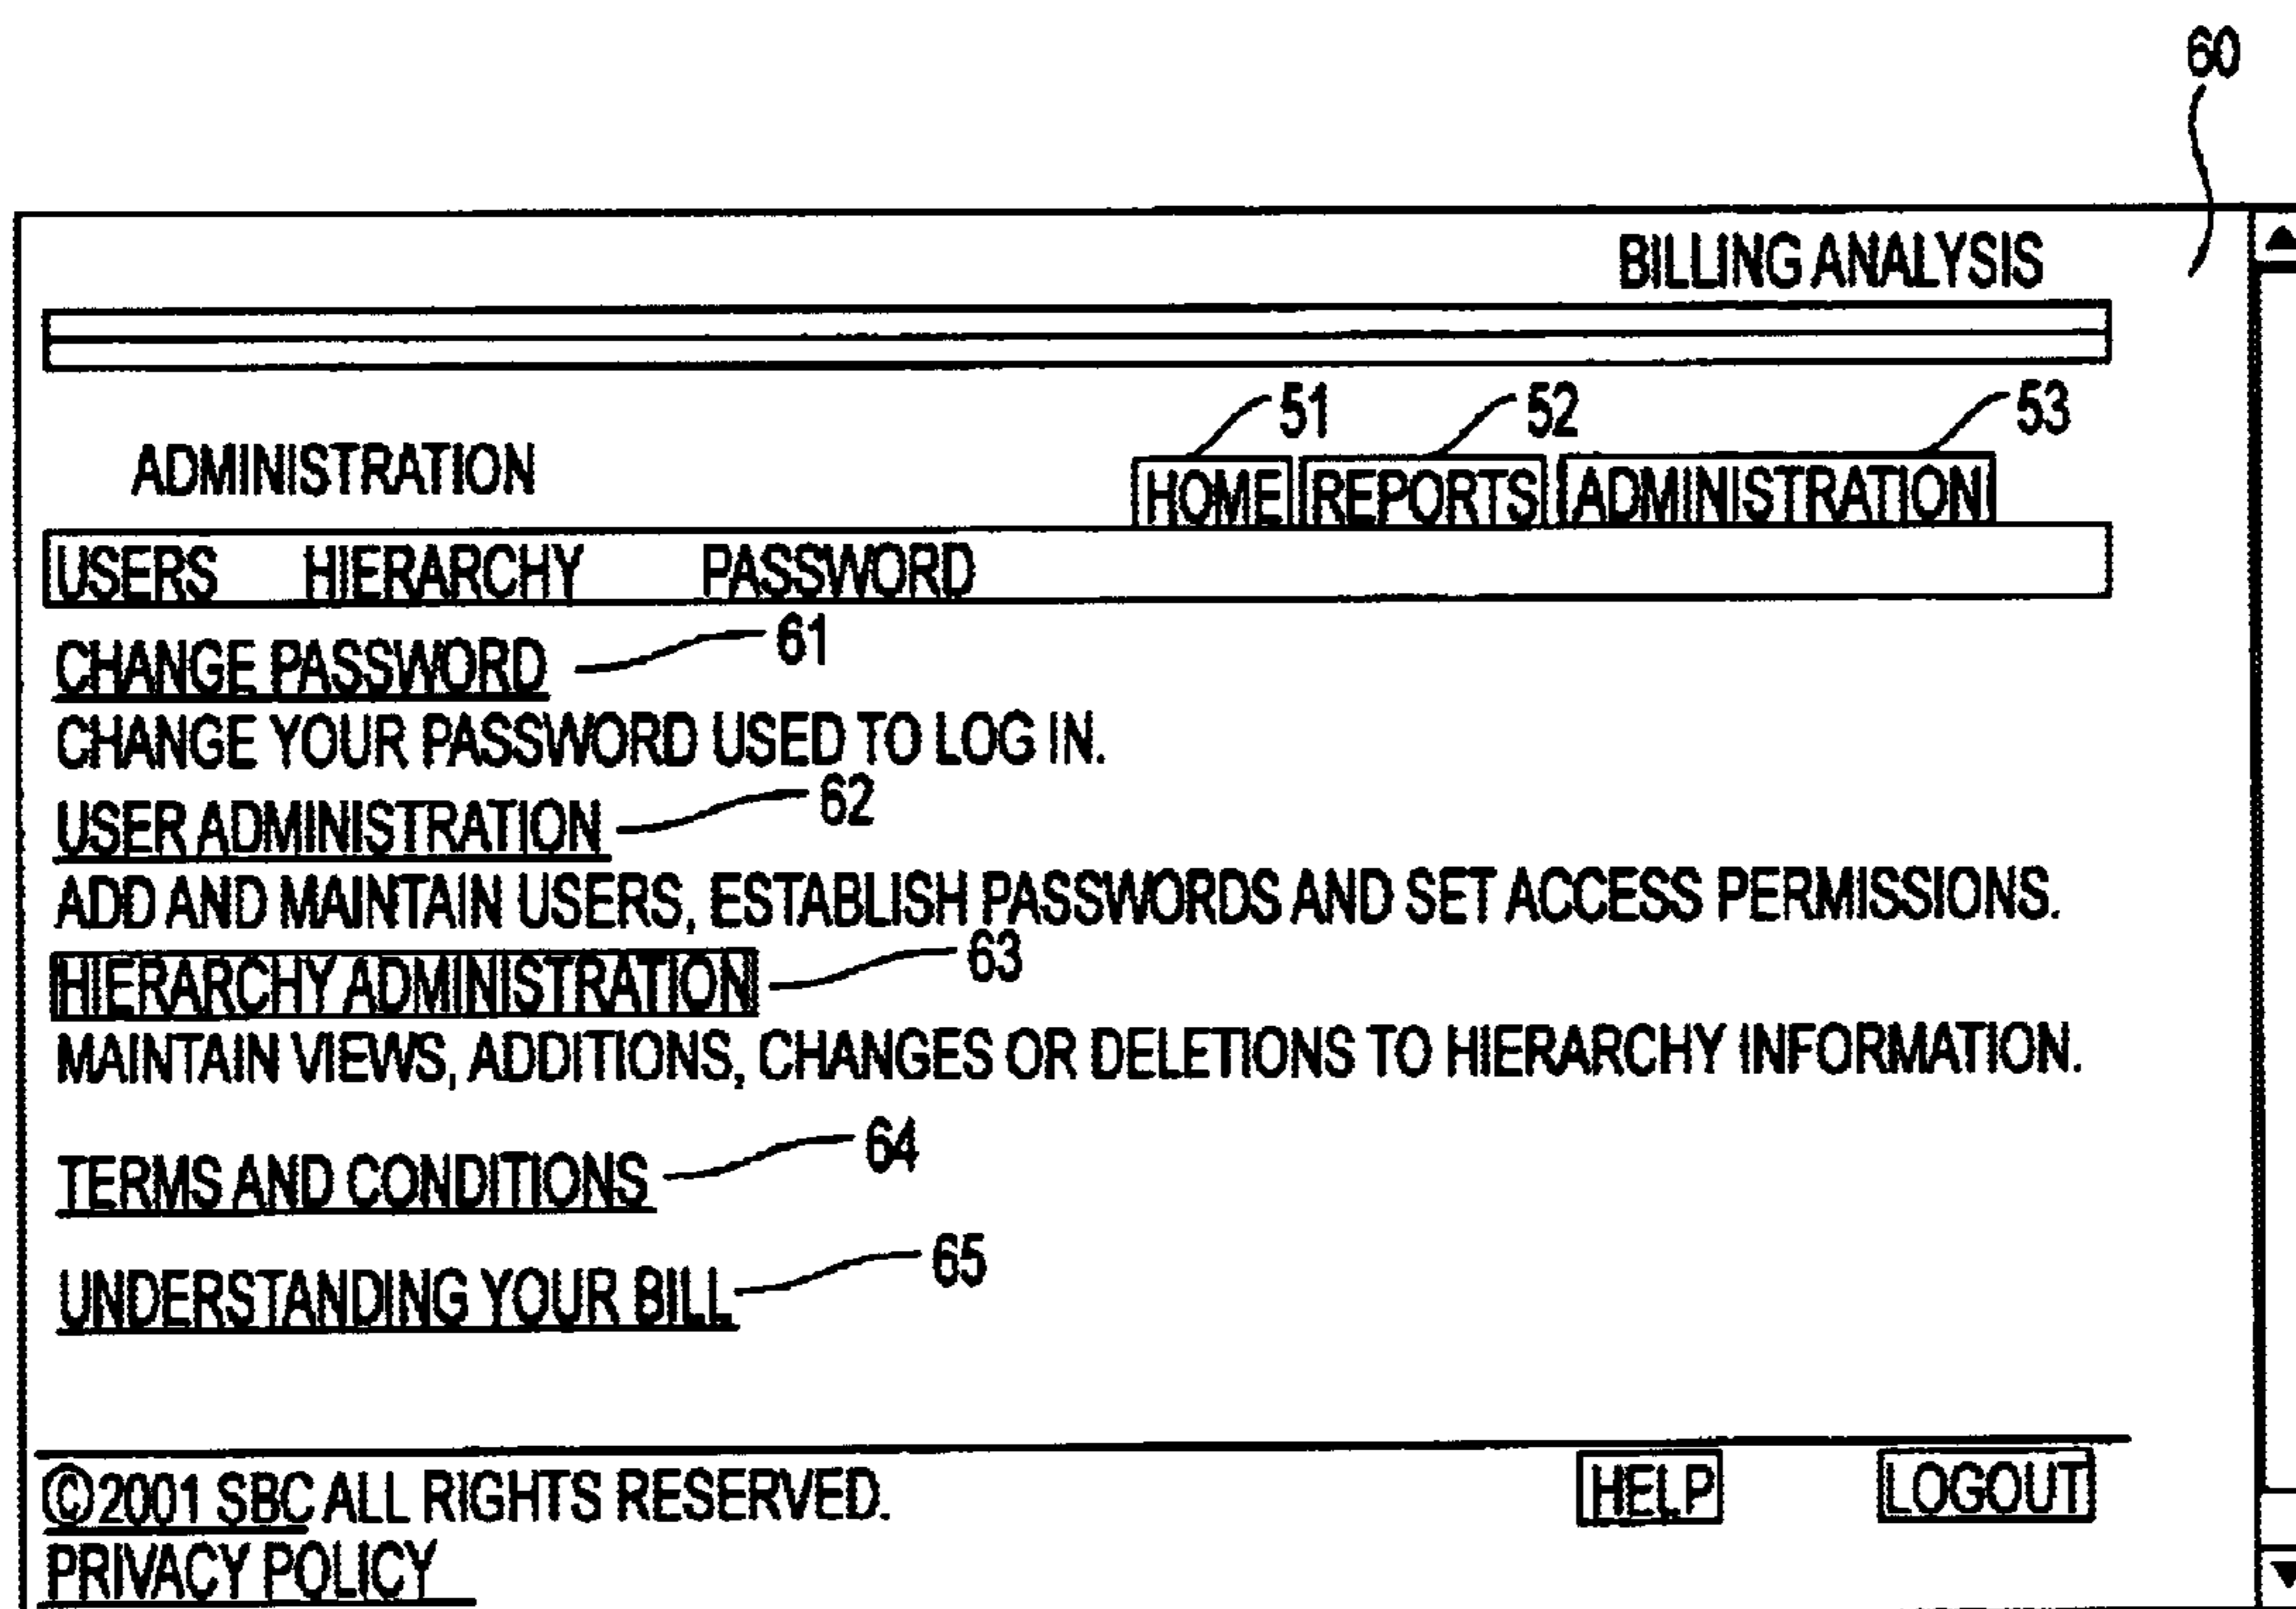 60
BILLING ANALYSIS
51 52 53
ADMINISTRATION HOME REPORTS ADMINISTRATION
USERS HIERARCHY PASSWORD
CHANGE PASSWORD 61
CHANGE YOUR PASSWORD USED TO LOG IN.
USER ADMINISTRATION 62
ADD AND MAINTAIN USERS, ESTABLISH PASSWORDS AND SET ACCESS PERMISSIONS.
HIERARCHY ADMINISTRATION 63
MAINTAIN VIEWS, ADDITIONS, CHANGES OR DELETIONS TO HIERARCHY INFORMATION.
TERMS AND CONDITIONS 64
UNDERSTANDING YOUR BILL 65
©2001 SBC ALL RIGHTS RESERVED. HELP LOGOUT
PRIVACY POLICY